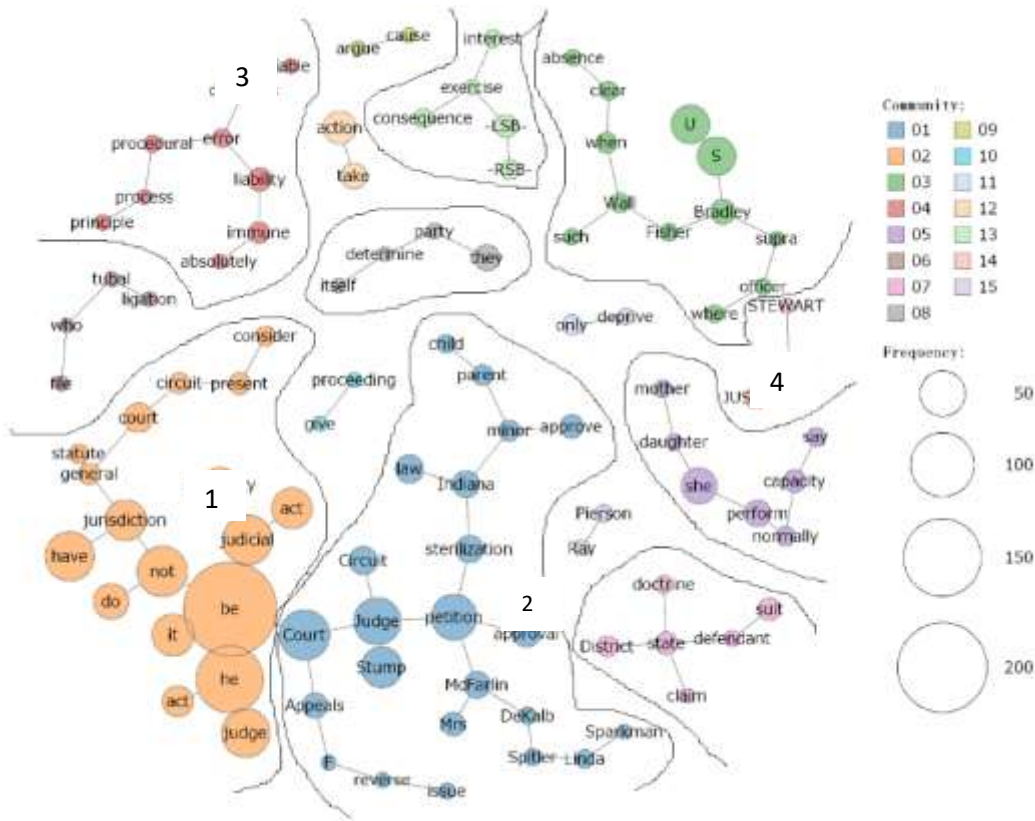 cause
argue
interest
exercise
consequence
-LSB-
-RSB-
absence
clear
when
Wall
such
Fisher
U
S
Bradley
supra
officer
where
STEWART
3
able
error
procedural
process
principle
liability
immune
absolutely
action
take
party
determine
they
itself
tubal
ligation
who
file
only
deprive
consider
circuit
present
court
statute
general
jurisdiction
have
not
do
1
y
act
judicial
be
it
he
act
judge
proceeding
give
child
parent
minor
approve
law
Indiana
sterilization
Circuit
Court
Judge
petition
2
approval
Stump
Appeals
McFarlin
Mrs
DeKalb
Sparkman
Spitler
Linda
F
reverse
issue
4
JUS
mother
daughter
she
say
capacity
perform
normally
Pierson
Ray
doctrine
suit
District
state
defendant
claim
Community:
01
02
03
04
05
06
07
08
09
10
11
12
13
14
15
Frequency:
50
100
150
200